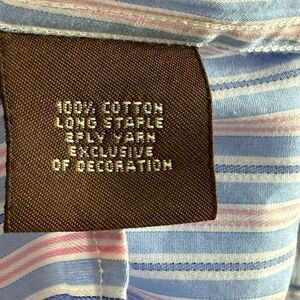 100% COTTON
LONG STAPLE
2PLY YARN
EXCLUSIVE
OF DECORATION